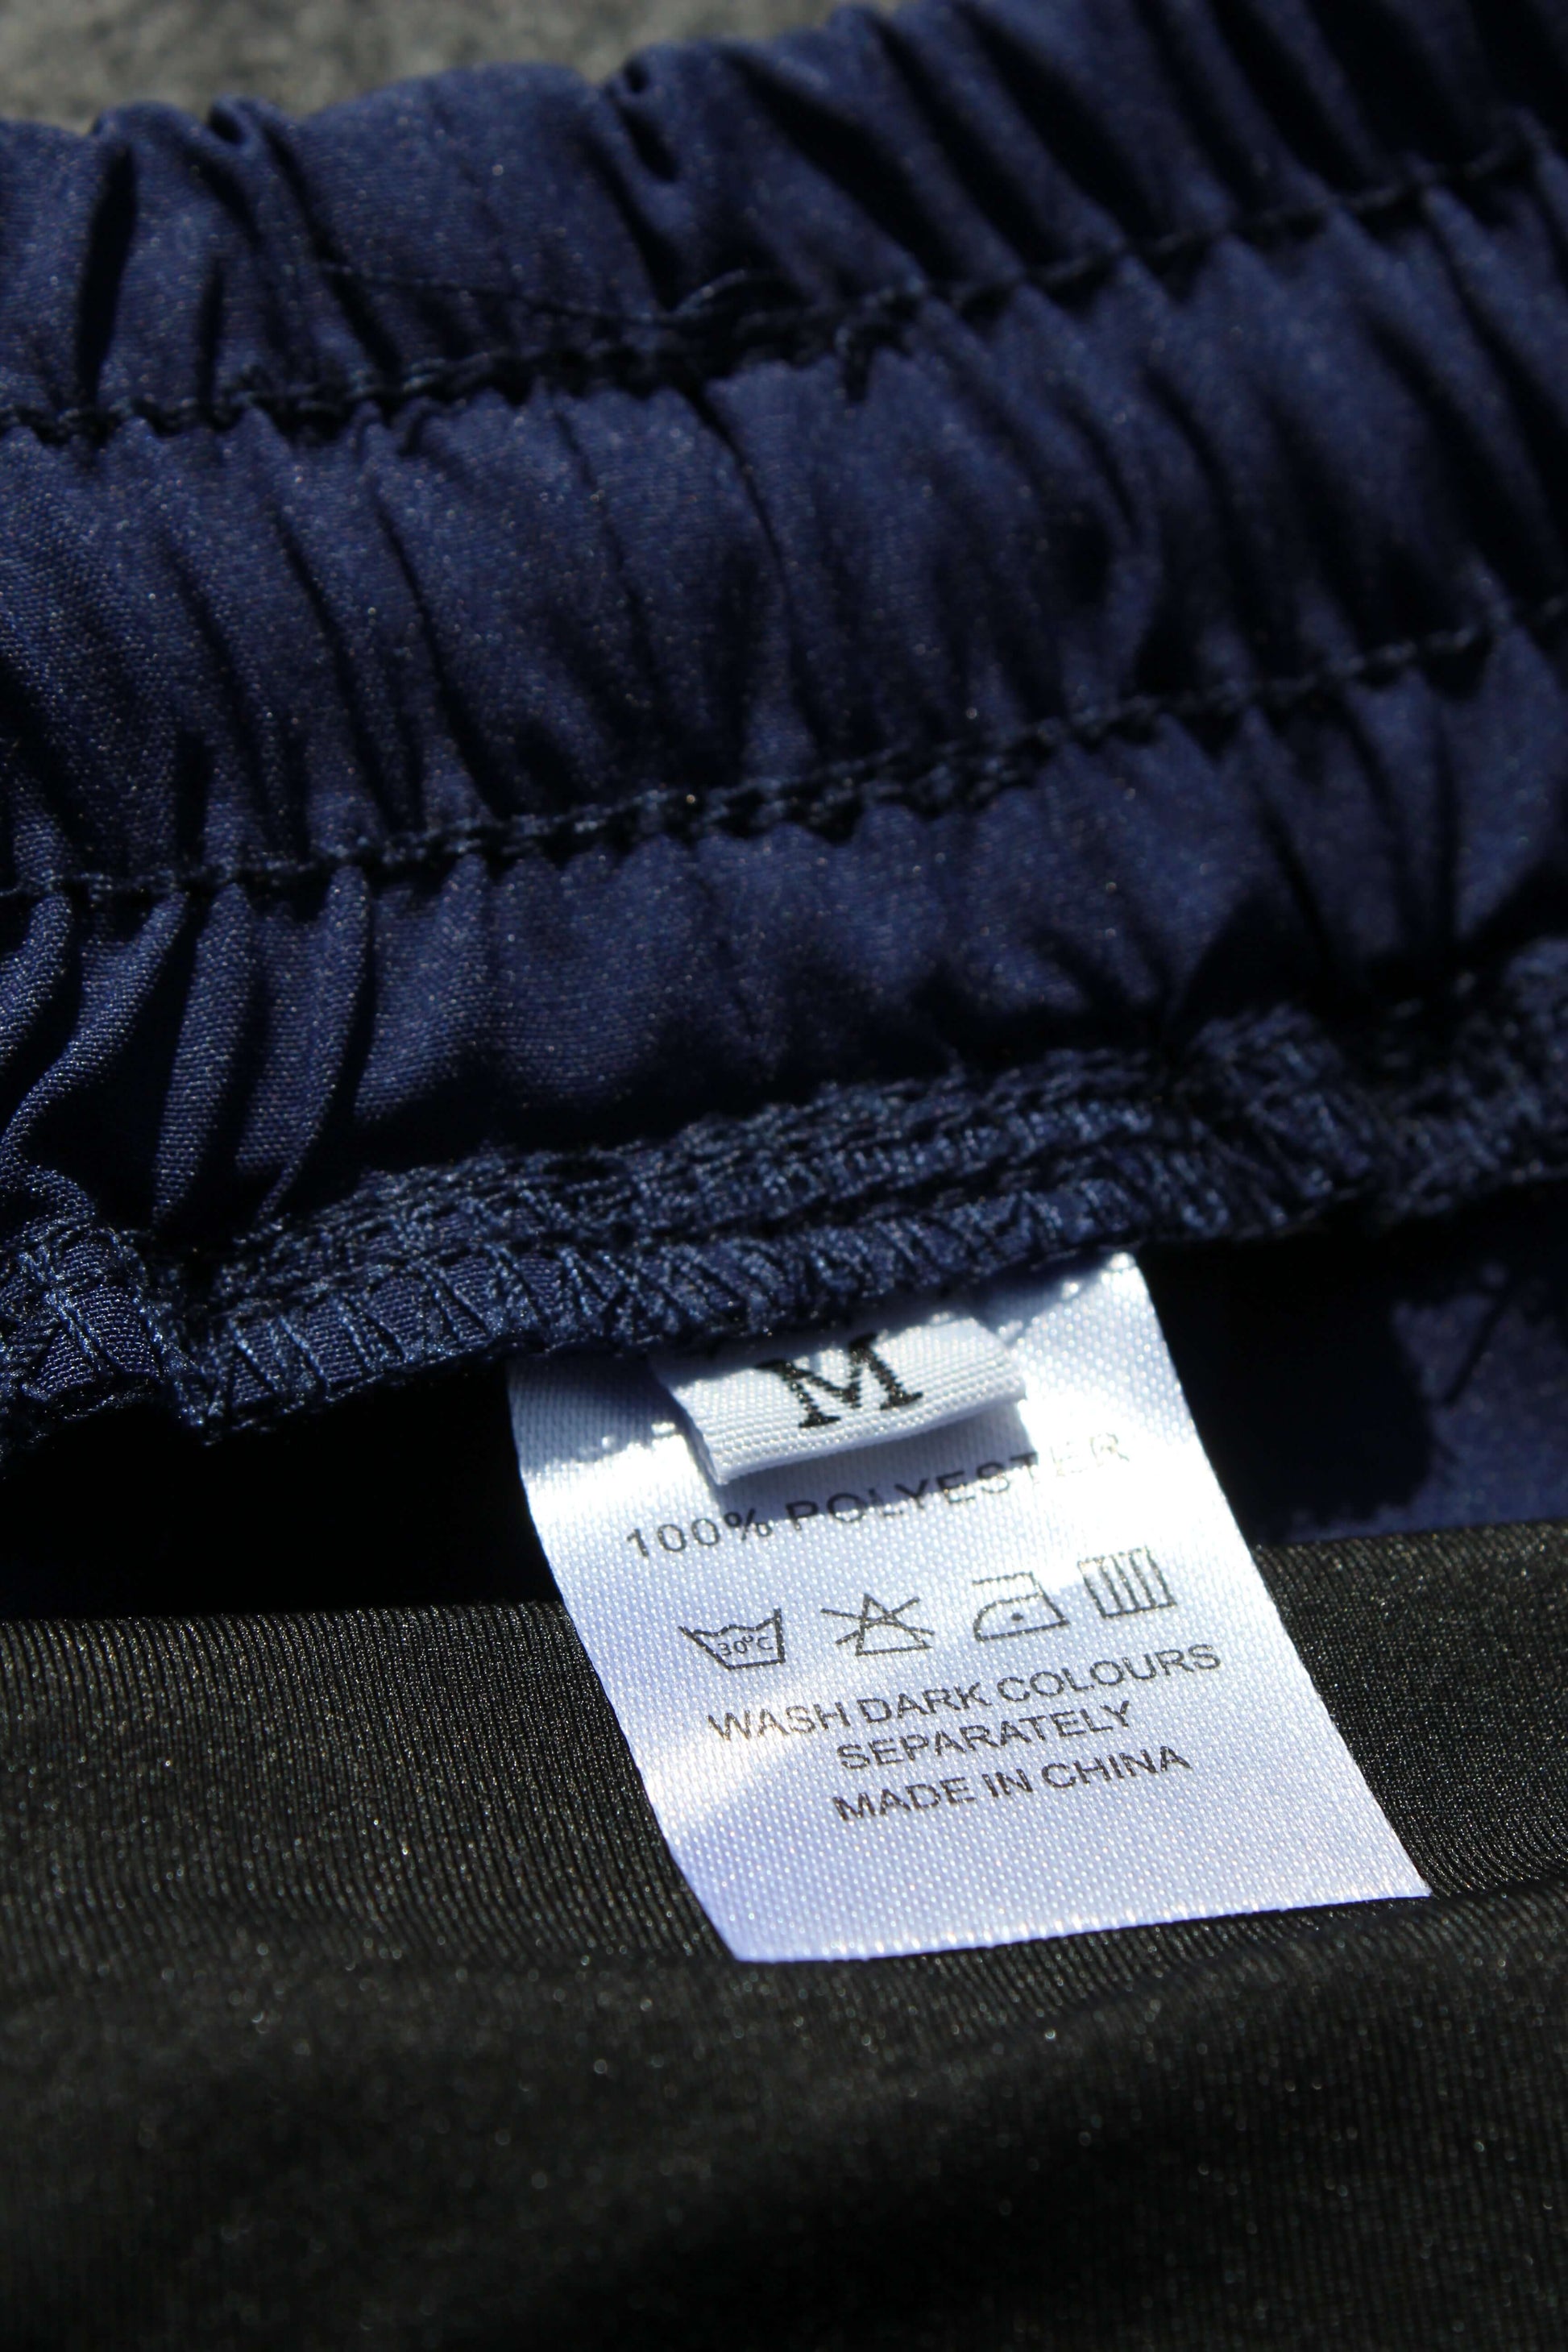 M
100% POLYESTER
30°C
WASH DARK COLOURS
SEPARATELY
MADE IN CHINA